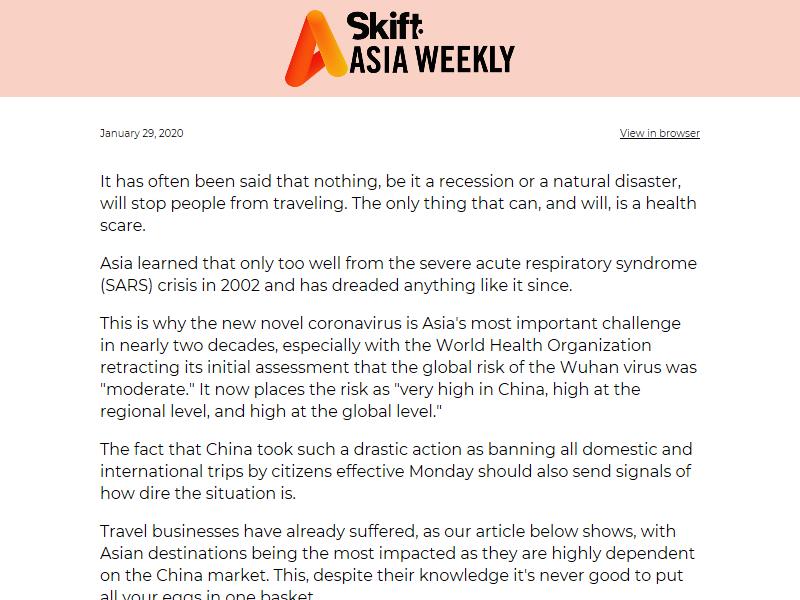 Skift
ASIA WEEKLY
January 29, 2020
View in browser
It has often been said that nothing, be it a recession or a natural disaster,
will stop people from traveling. The only thing that can, and will, is a health
scare.
Asia learned that only too well from the severe acute respiratory syndrome
(SARS) crisis in 2002 and has dreaded anything like it since.
This is why the new novel coronavirus is Asia's most important challenge
in nearly two decades, especially with the World Health Organization
retracting its initial assessment that the global risk of the Wuhan virus was
"moderate." It now places the risk as "very high in China, high at the
regional level, and high at the global level."
The fact that China took such a drastic action as banning all domestic and
international trips by citizens effective Monday should also send signals of
how dire the situation is.
Travel businesses have already suffered, as our article below shows, with
Asian destinations being the most impacted as they are highly dependent
on the China market. This, despite their knowledge it's never good to put
all your eggs in one basket.